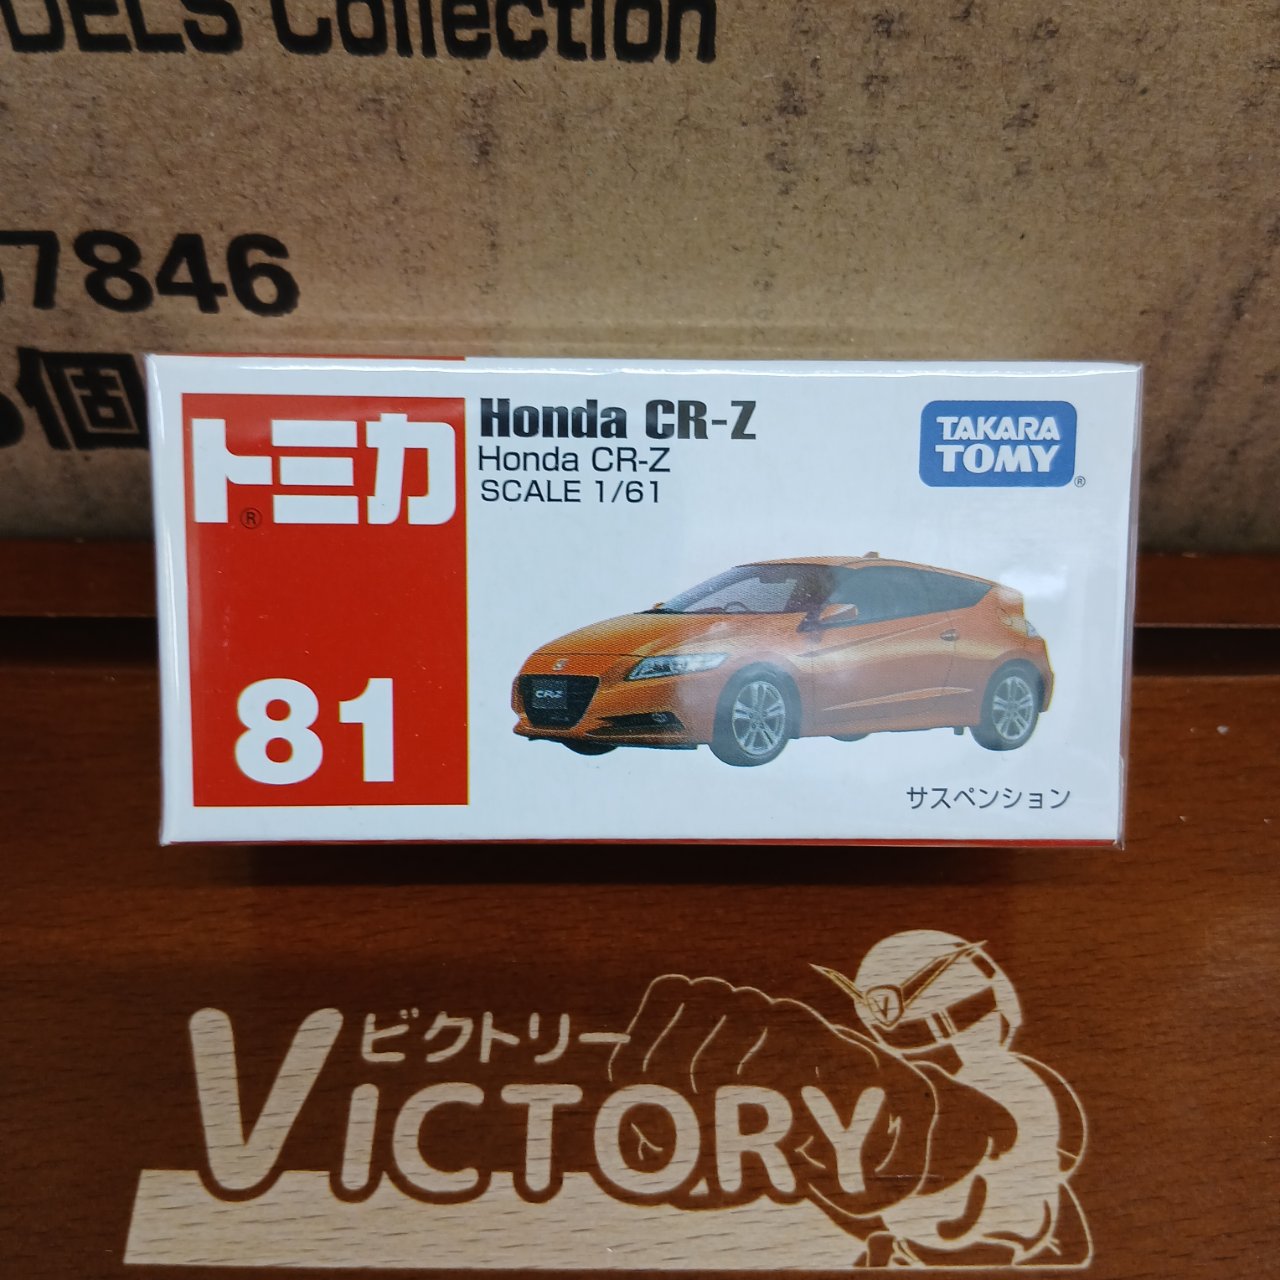 DELS Collection
7846
個
トミカ
®
81
Honda CR-Z
Honda CR-Z
SCALE 1/61
TAKARA
TOMY
®
CR-Z
サスペンション
ビクトリー
VICTORY